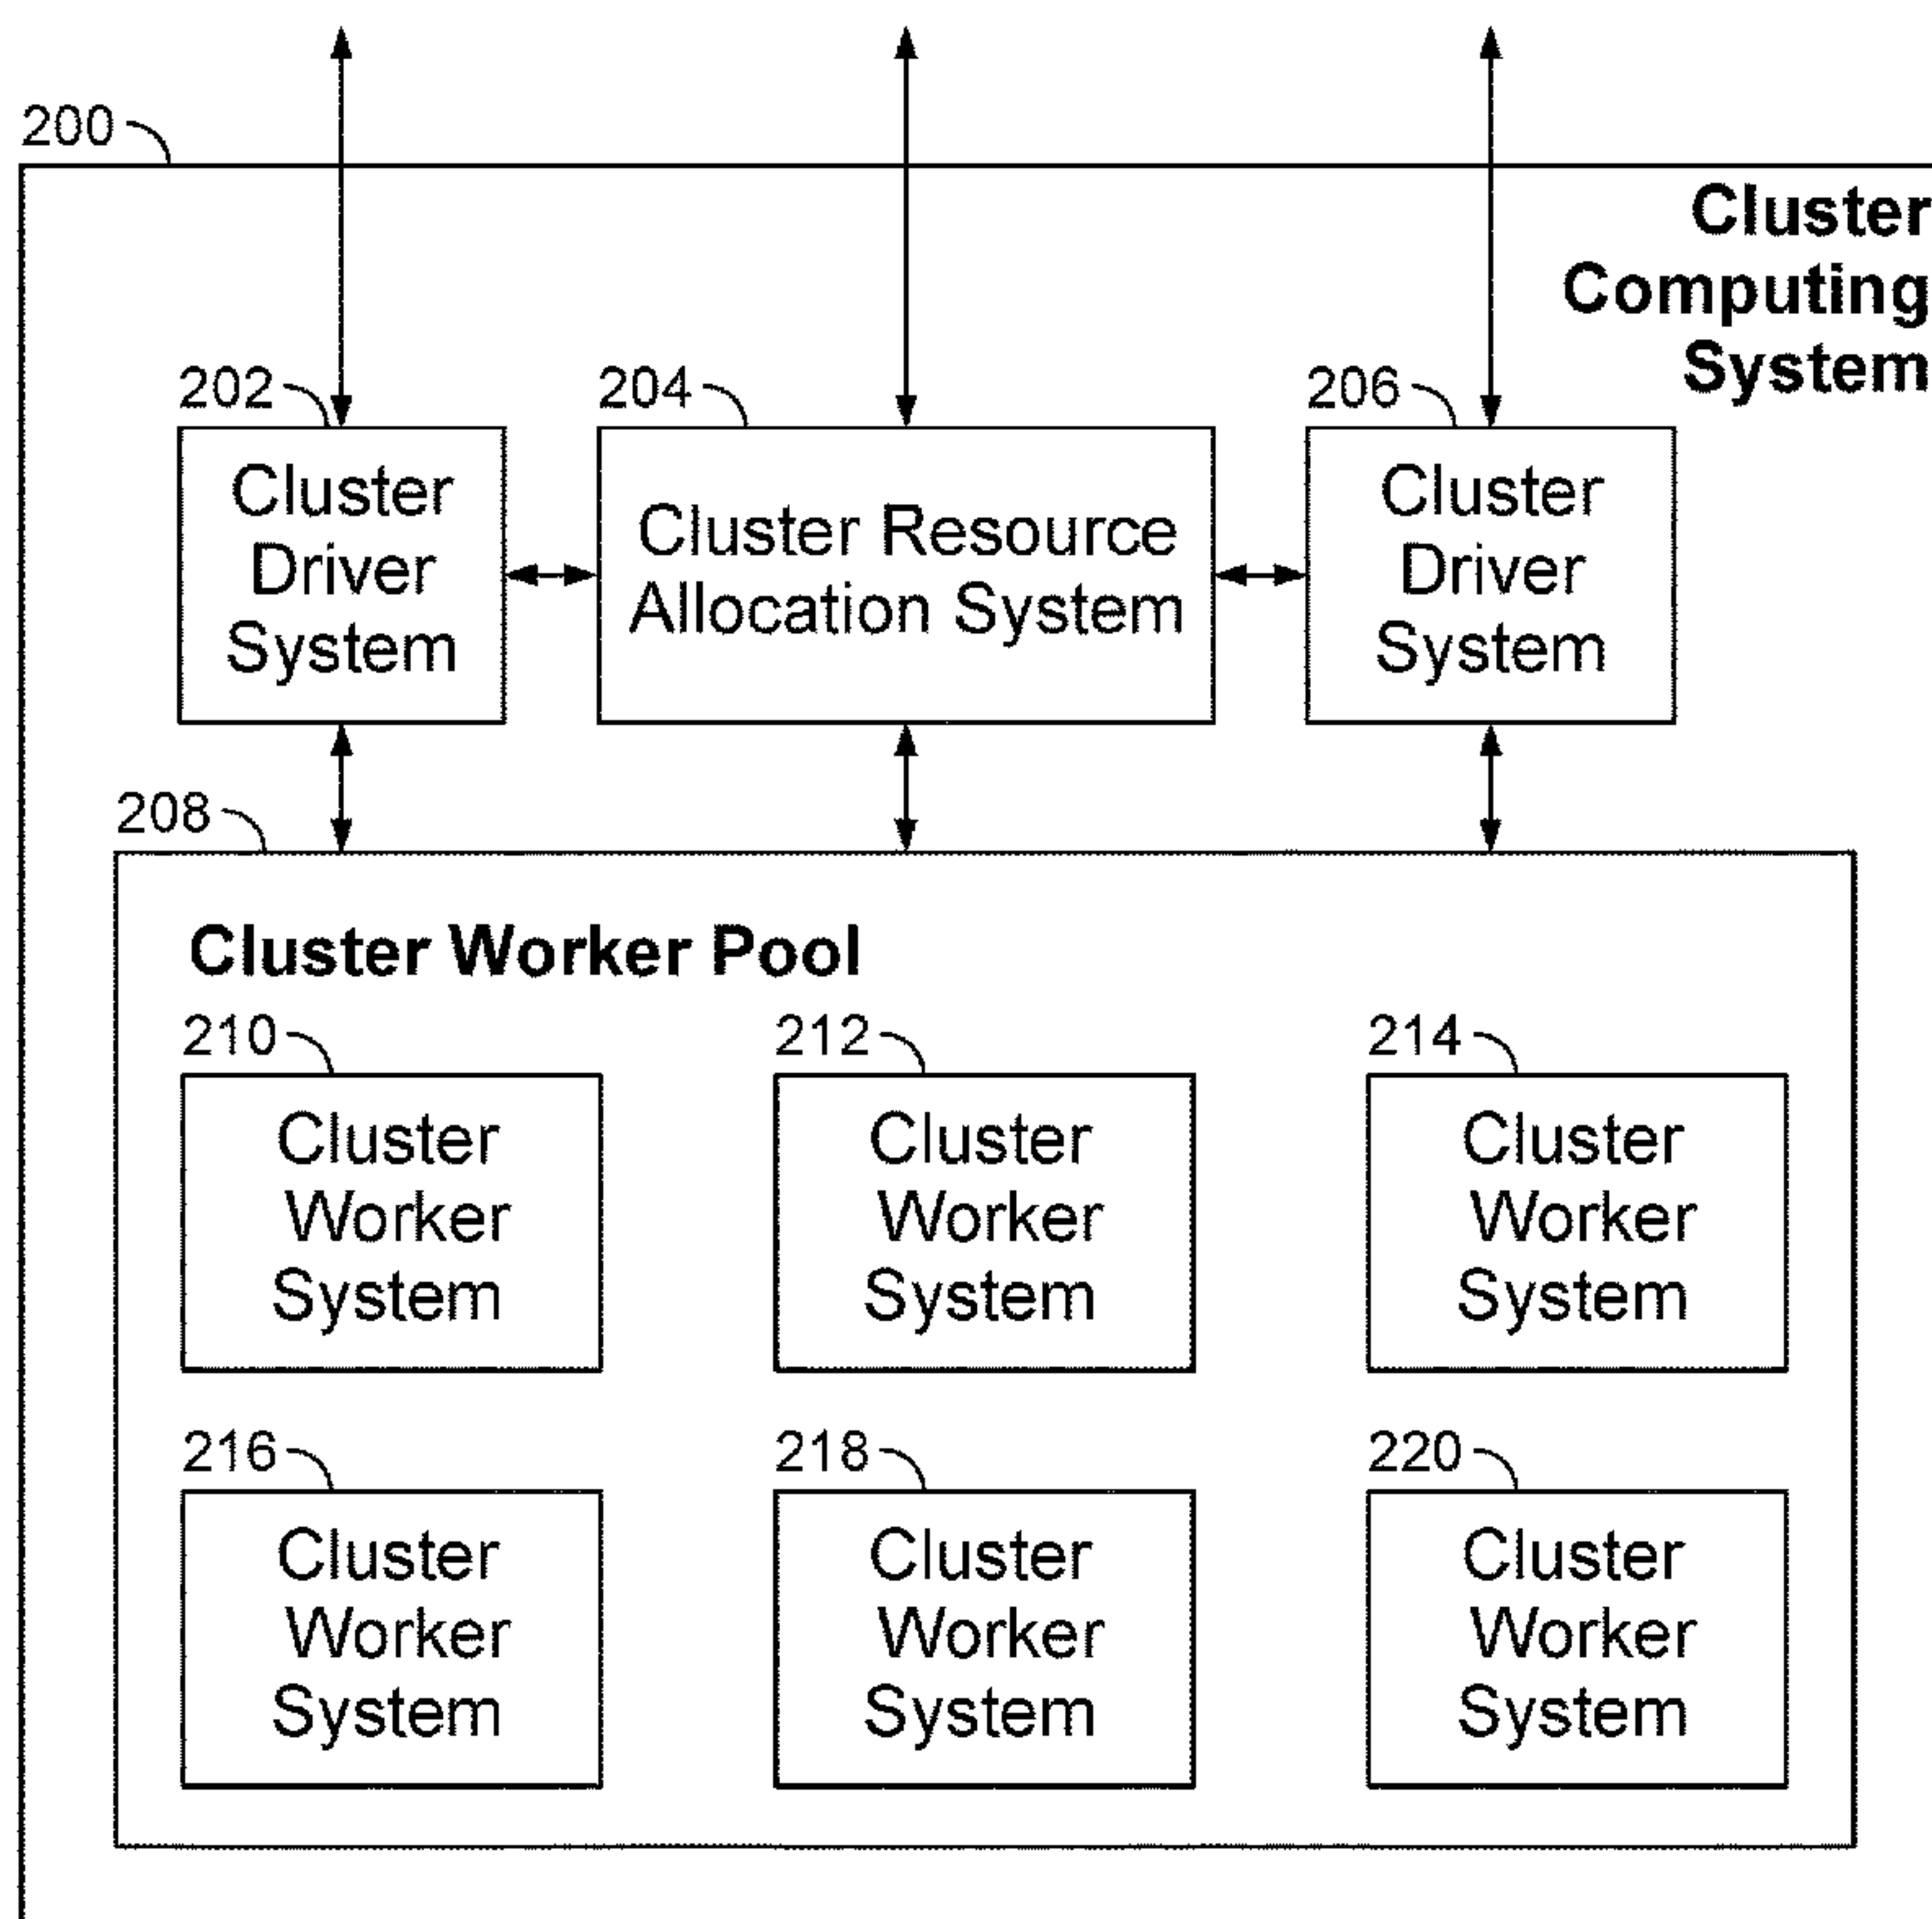 200
Cluster
Computing
System
202
204
206
Cluster
Driver
System
Cluster Resource
Allocation System
Cluster
Driver
System
208
Cluster Worker Pool
210
212
214
Cluster
Worker
System
Cluster
Worker
System
Cluster
Worker
System
216
218
220
Cluster
Worker
System
Cluster
Worker
System
Cluster
Worker
System